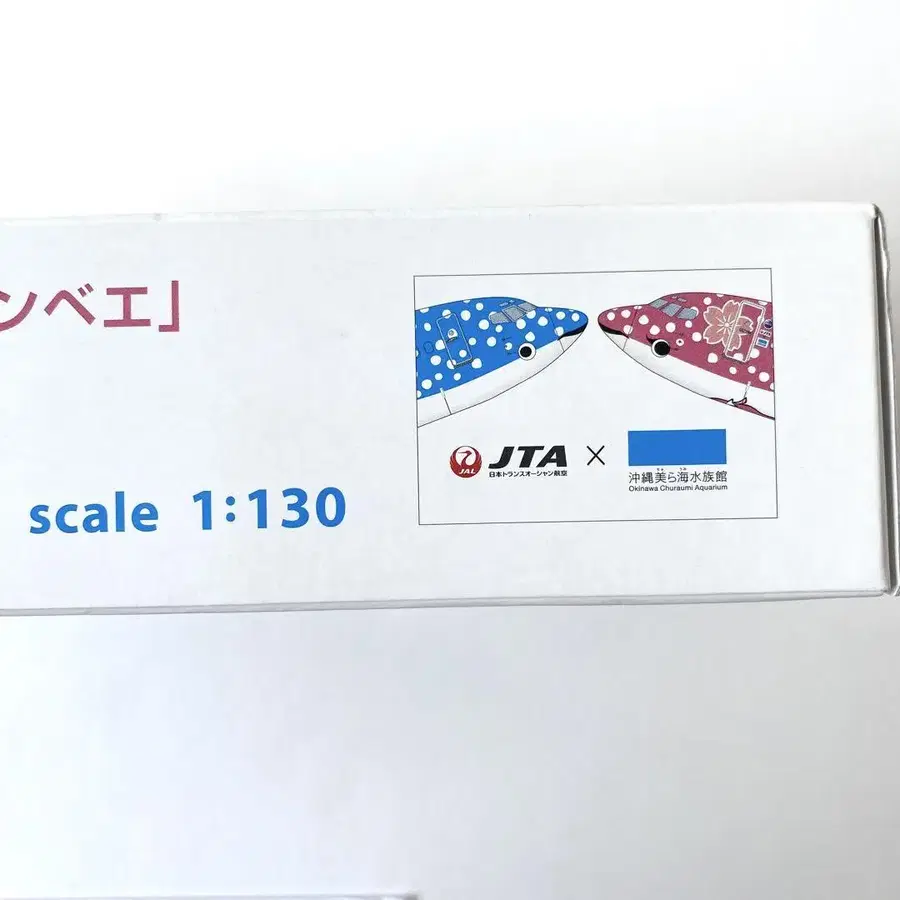 ンベエ」
scale 1:130
JAL
JTA
日本トランスオーシャン航空
×
沖縄美ら海水族館
Okinawa Churaumi Aquarium